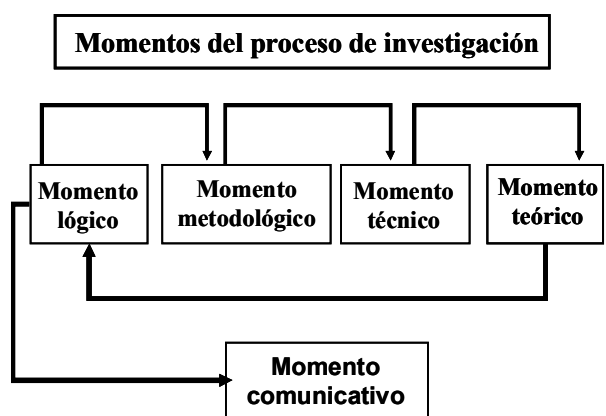 Momentos del proceso de investigación
Momento
lógico
Momento
metodológico
Momento
técnico
Momento
teórico
Momento
comunicativo